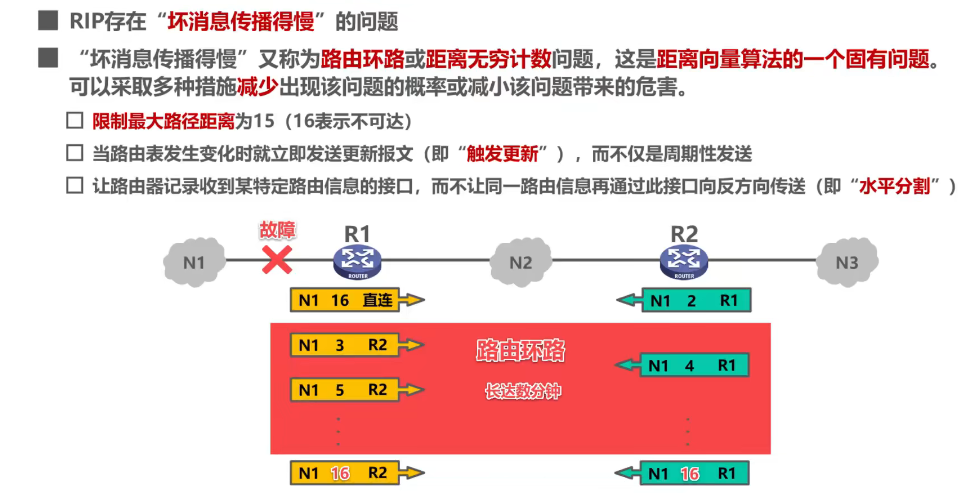 RIP存在“坏消息传播得慢”的问题
“坏消息传播得慢”又称为路由环路或距离无穷计数问题，这是距离向量算法的一个固有问题。
可以采取多种措施减少出现该问题的概率或减小该问题带来的危害。
限制最大路径距离为15（16表示不可达）
当路由表发生变化时就立即发送更新报文（即“触发更新”），而不仅是周期性发送
让路由器记录收到某特定路由信息的接口，而不让同一路由信息再通过此接口向反方向传送（即“水平分割”）
故障 R1 R2
N1 N2 N3
ROUTER ROUTER
N1 16 直连 N1 2 R1
N1 3 R2 路由环路
N1 4 R1
N1 5 R2 长达数分钟
N1 16 R2 N1 16 R1